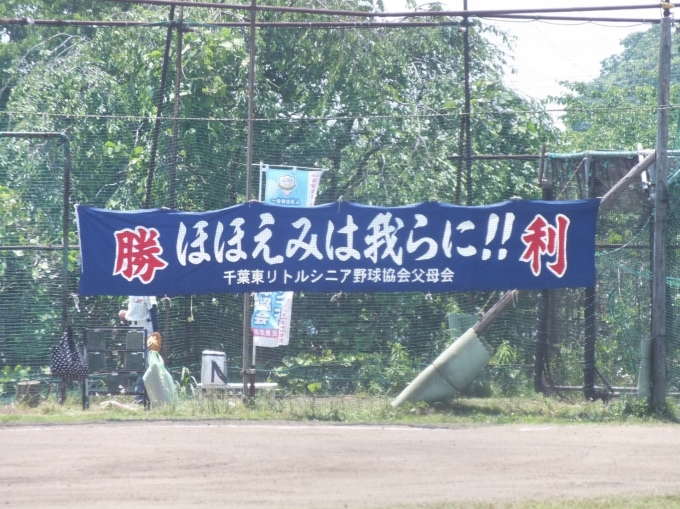 勝 ほほえみは我らに!! 利
千葉東リトルシニア野球協会父母会
N